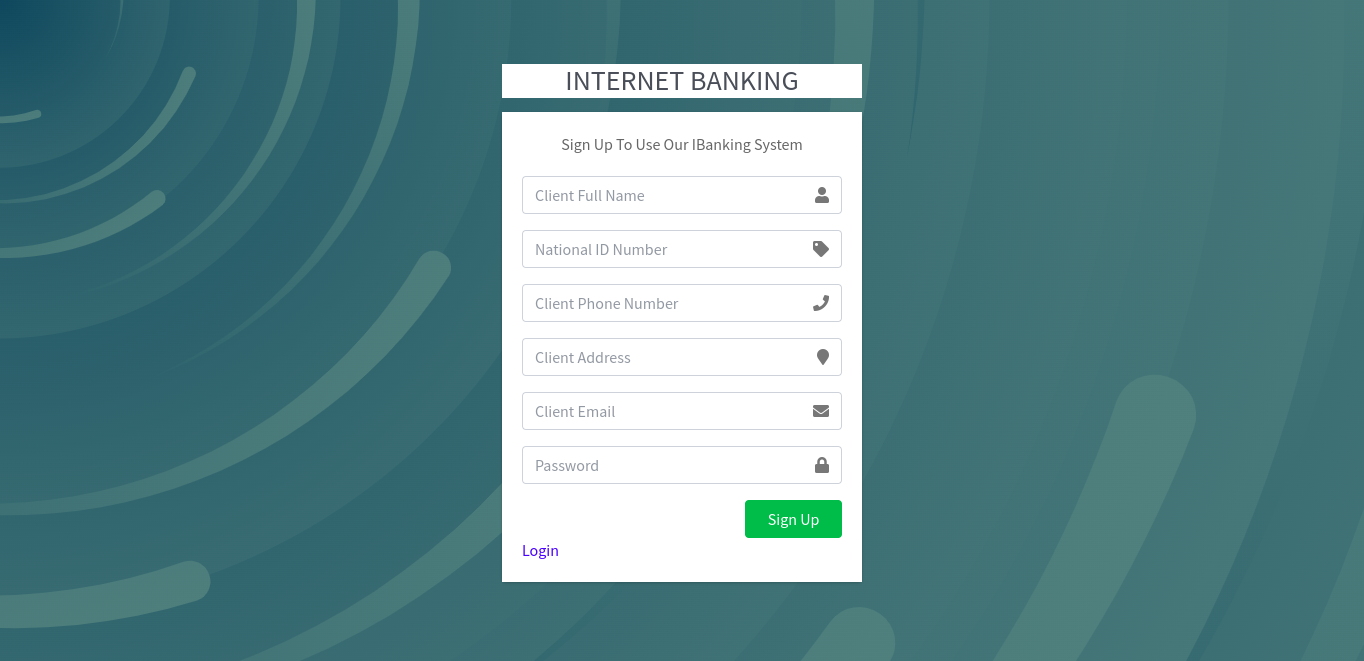 INTERNET BANKING
Sign Up To Use Our IBanking System
Client Full Name
National ID Number
Client Phone Number
Client Address
Client Email
Password
Sign Up
Login